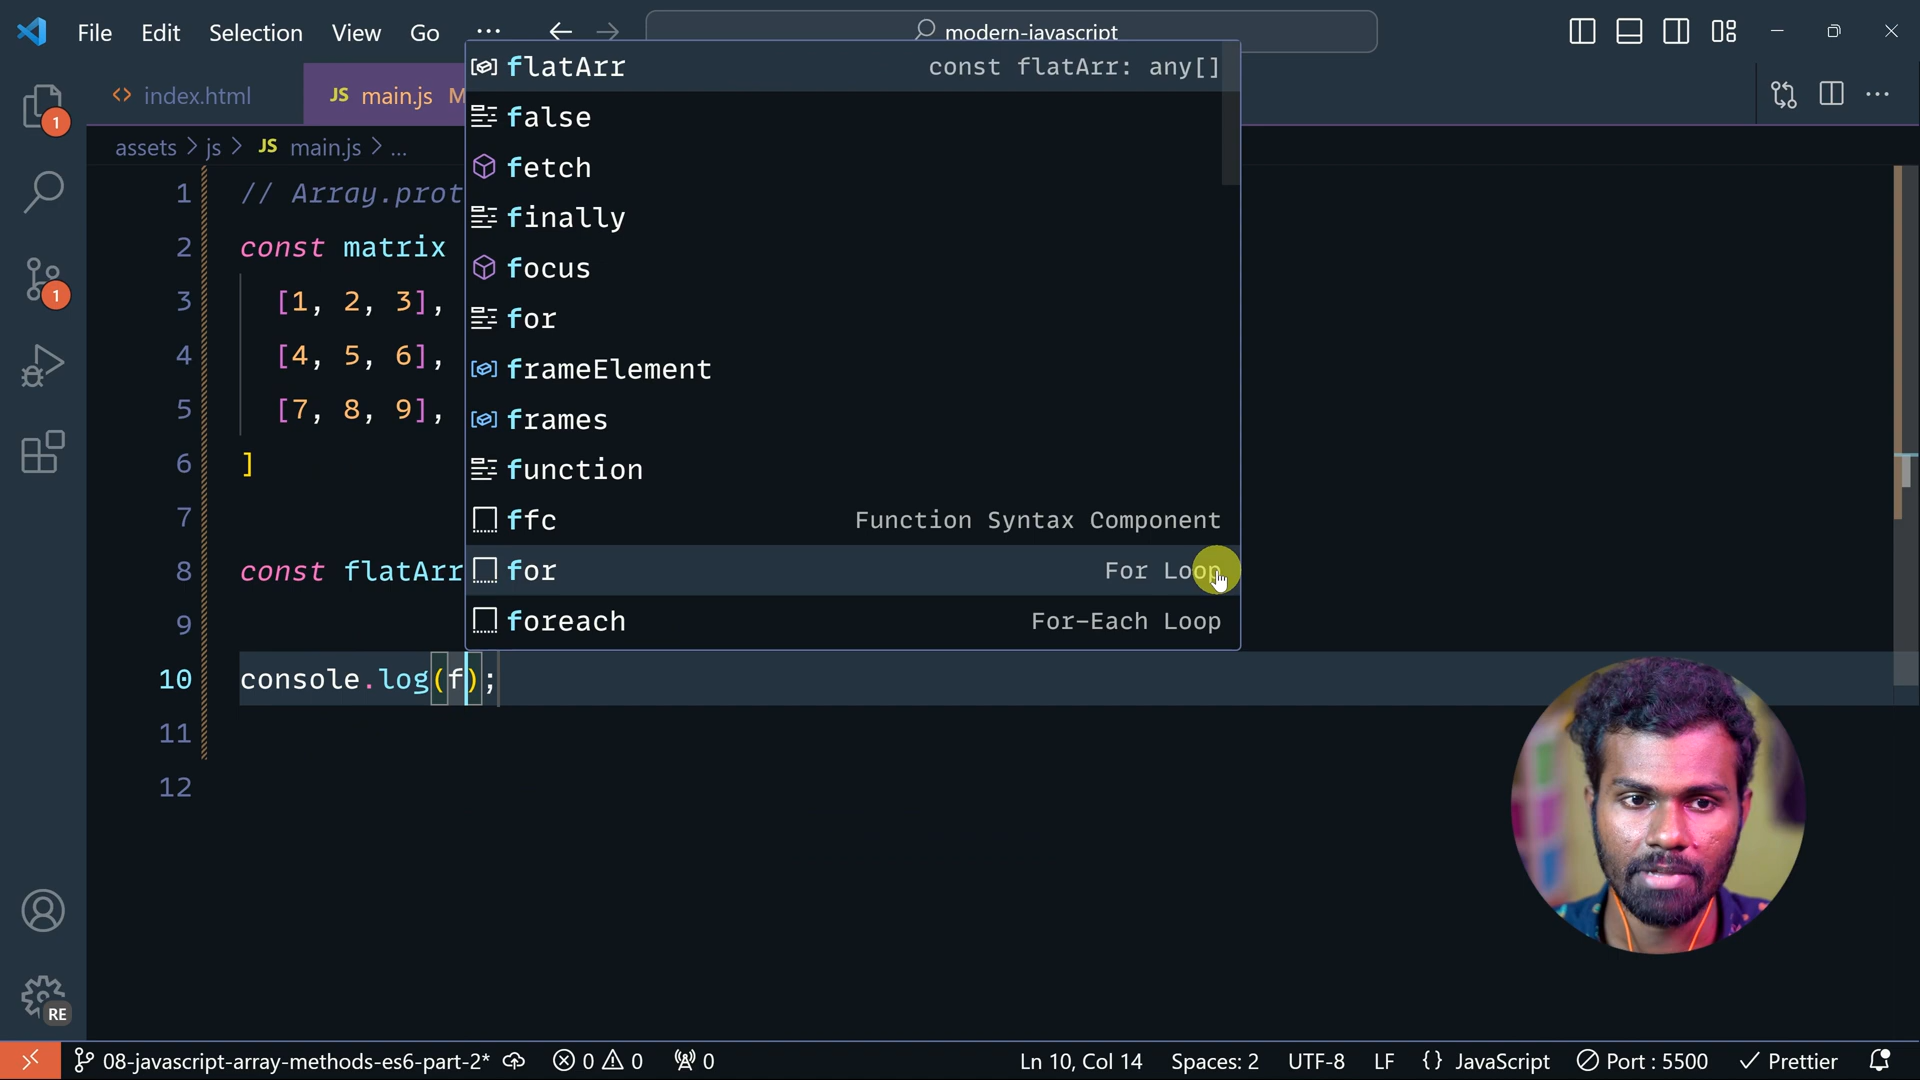 File Edit Selection View Go ··· modern-javascript
index.html JS main.js M
assets > js > JS main.js > ...
flatArr const flatArr: any[]
false
fetch
finally
focus
for
frameElement
frames
function
ffc Function Syntax Component
for For Loop
foreach For-Each Loop
1 // Array.prot
2 const matrix
3 [1, 2, 3],
4 [4, 5, 6],
5 [7, 8, 9],
6 ]
7
8 const flatArr
9
10 console.log(f);
11
12
1
1
RE
08-javascript-array-methods-es6-part-2* 0 0 0 Ln 10, Col 14 Spaces: 2 UTF-8 LF {} JavaScript Port : 5500 Prettier